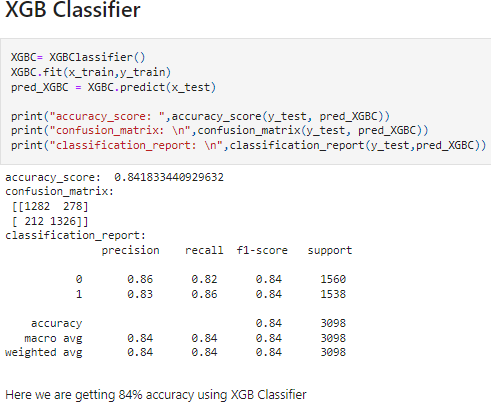 XGB Classifier
XGBC= XGBClassifier()
XGBC.fit(x_train,y_train)
pred_XGBC = XGBC.predict(x_test)
print("accuracy_score: ",accuracy_score(y_test, pred_XGBC))
print("confusion_matrix: \n",confusion_matrix(y_test, pred_XGBC))
print("classification_report: \n",classification_report(y_test,pred_XGBC))
accuracy_score:  0.841833440929632
confusion_matrix:
[[1282  278]
[ 212 1326]]
classification_report:
precision    recall  f1-score   support
0       0.86      0.82      0.84      1560
1       0.83      0.86      0.84      1538
accuracy                           0.84      3098
macro avg       0.84      0.84      0.84      3098
weighted avg       0.84      0.84      0.84      3098
Here we are getting 84% accuracy using XGB Classifier